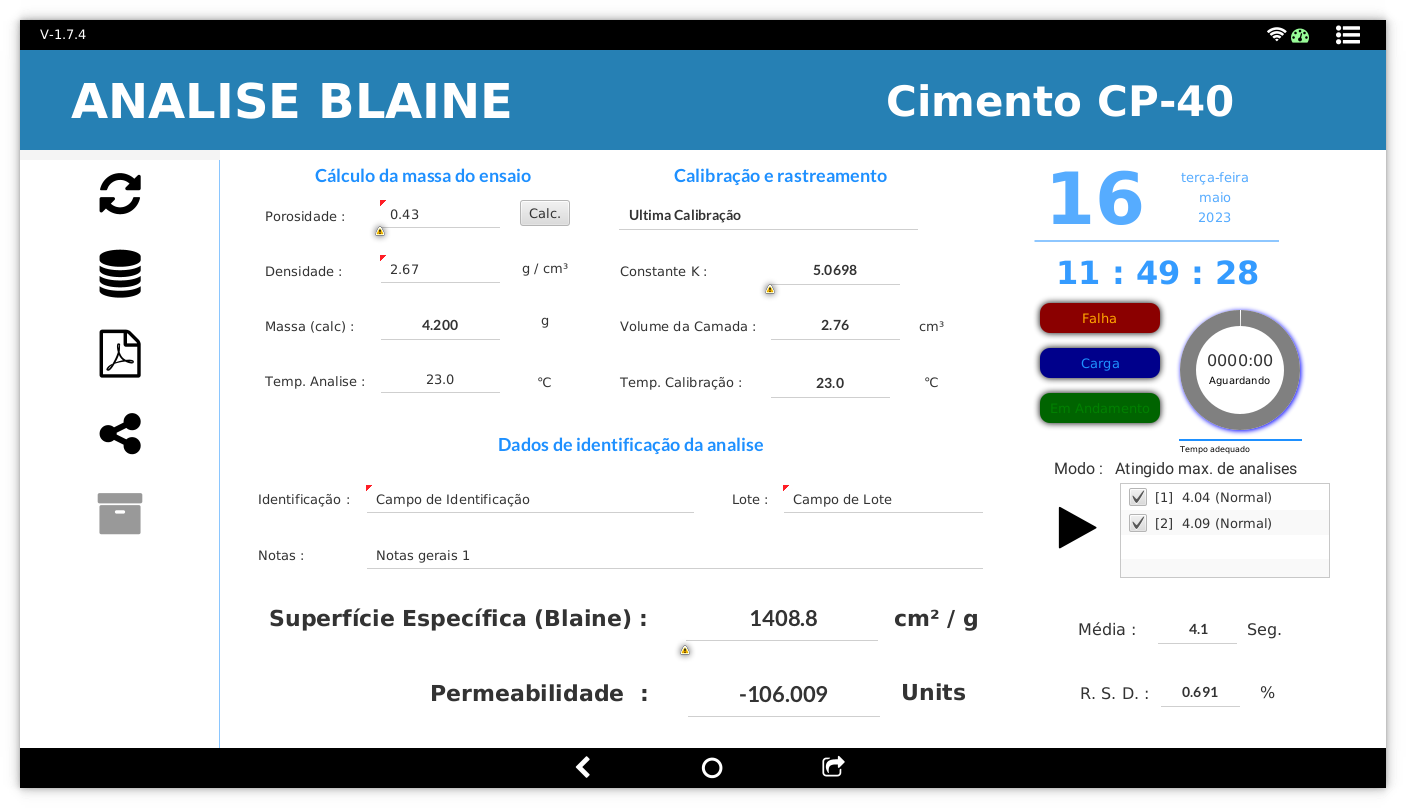 V-1.7.4
ANALISE BLAINE
Cimento CP-40
Cálculo da massa do ensaio
Porosidade : 0.43 Calc.
Densidade : 2.67 g / cm³
Massa (calc) : 4.200 g
Temp. Analise : 23.0 °C
Calibração e rastreamento
Ultima Calibração
Constante K : 5.0698
Volume da Camada : 2.76 cm³
Temp. Calibração : 23.0 °C
16
terça-feira
maio
2023
11 : 49 : 28
Falha
Carga
Em Andamento
0000:00
Aguardando
Tempo adequado
Modo : Atingido max. de analises
[1] 4.04 (Normal)
[2] 4.09 (Normal)
Dados de identificação da analise
Identificação : Campo de Identificação Lote : Campo de Lote
Notas : Notas gerais 1
Superfície Específica (Blaine) : 1408.8 cm² / g
Permeabilidade : -106.009 Units
Média : 4.1 Seg.
R. S. D. : 0.691 %